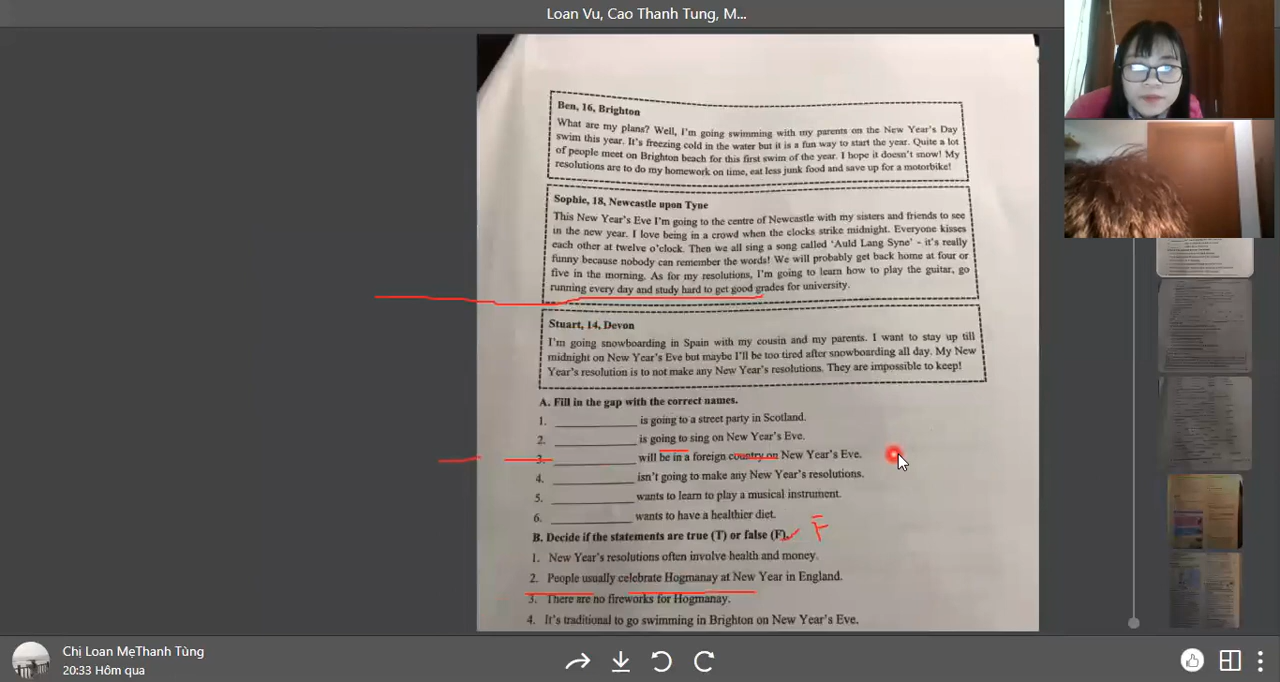 Loan Vu, Cao Thanh Tung, M...
Ben, 16, Brighton
What are my plans? Well, I'm going swimming with my parents on the New Year's Day
swim this year. It's freezing cold in the water but it is a fun way to start the year. Quite a lot
of people meet on Brighton beach for this first swim of the year. I hope it doesn't snow! My
resolutions are to do my homework on time, eat less junk food and save up for a motorbike!
Sophie, 18, Newcastle upon Tyne
This New Year's Eve I'm going to the centre of Newcastle with my sisters and friends to see
in the new year. I love being in a crowd when the clocks strike midnight. Everyone kisses
each other at twelve o'clock. Then we all sing a song called 'Auld Lang Syne' - it's really
funny because nobody can remember the words! We will probably get back home at four or
five in the morning. As for my resolutions, I'm going to learn how to play the guitar, go
running every day and study hard to get good grades for university.
Stuart, 14, Devon
I'm going snowboarding in Spain with my cousin and my parents. I want to stay up till
midnight on New Year's Eve but maybe I'll be too tired after snowboarding all day. My New
Year's resolution is to not make any New Year's resolutions. They are impossible to keep!
A. Fill in the gap with the correct names.
1. ____________ is going to a street party in Scotland.
2. ____________ is going to sing on New Year's Eve.
3. ____________ will be in a foreign country on New Year's Eve.
4. ____________ isn't going to make any New Year's resolutions.
5. ____________ wants to learn to play a musical instrument.
6. ____________ wants to have a healthier diet.
B. Decide if the statements are true (T) or false (F). F
1. New Year's resolutions often involve health and money.
2. People usually celebrate Hogmanay at New Year in England.
3. There are no fireworks for Hogmanay.
4. It's traditional to go swimming in Brighton on New Year's Eve.
Chị Loan MẹThanh Tùng
20:33 Hôm qua